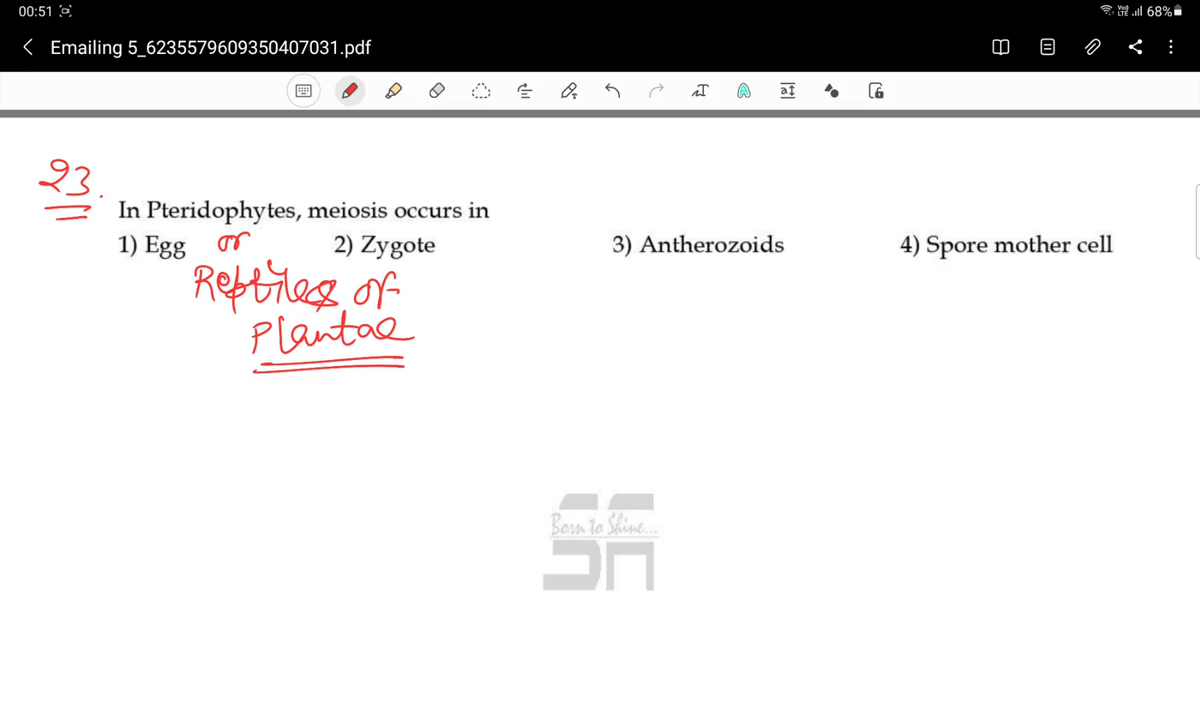 00:51
VoLTE 68%
Emailing 5_6235579609350407031.pdf
23.
In Pteridophytes, meiosis occurs in
1) Egg 2) Zygote 3) Antherozoids 4) Spore mother cell
or
Reptiles of
Plantae
Born to Shine...